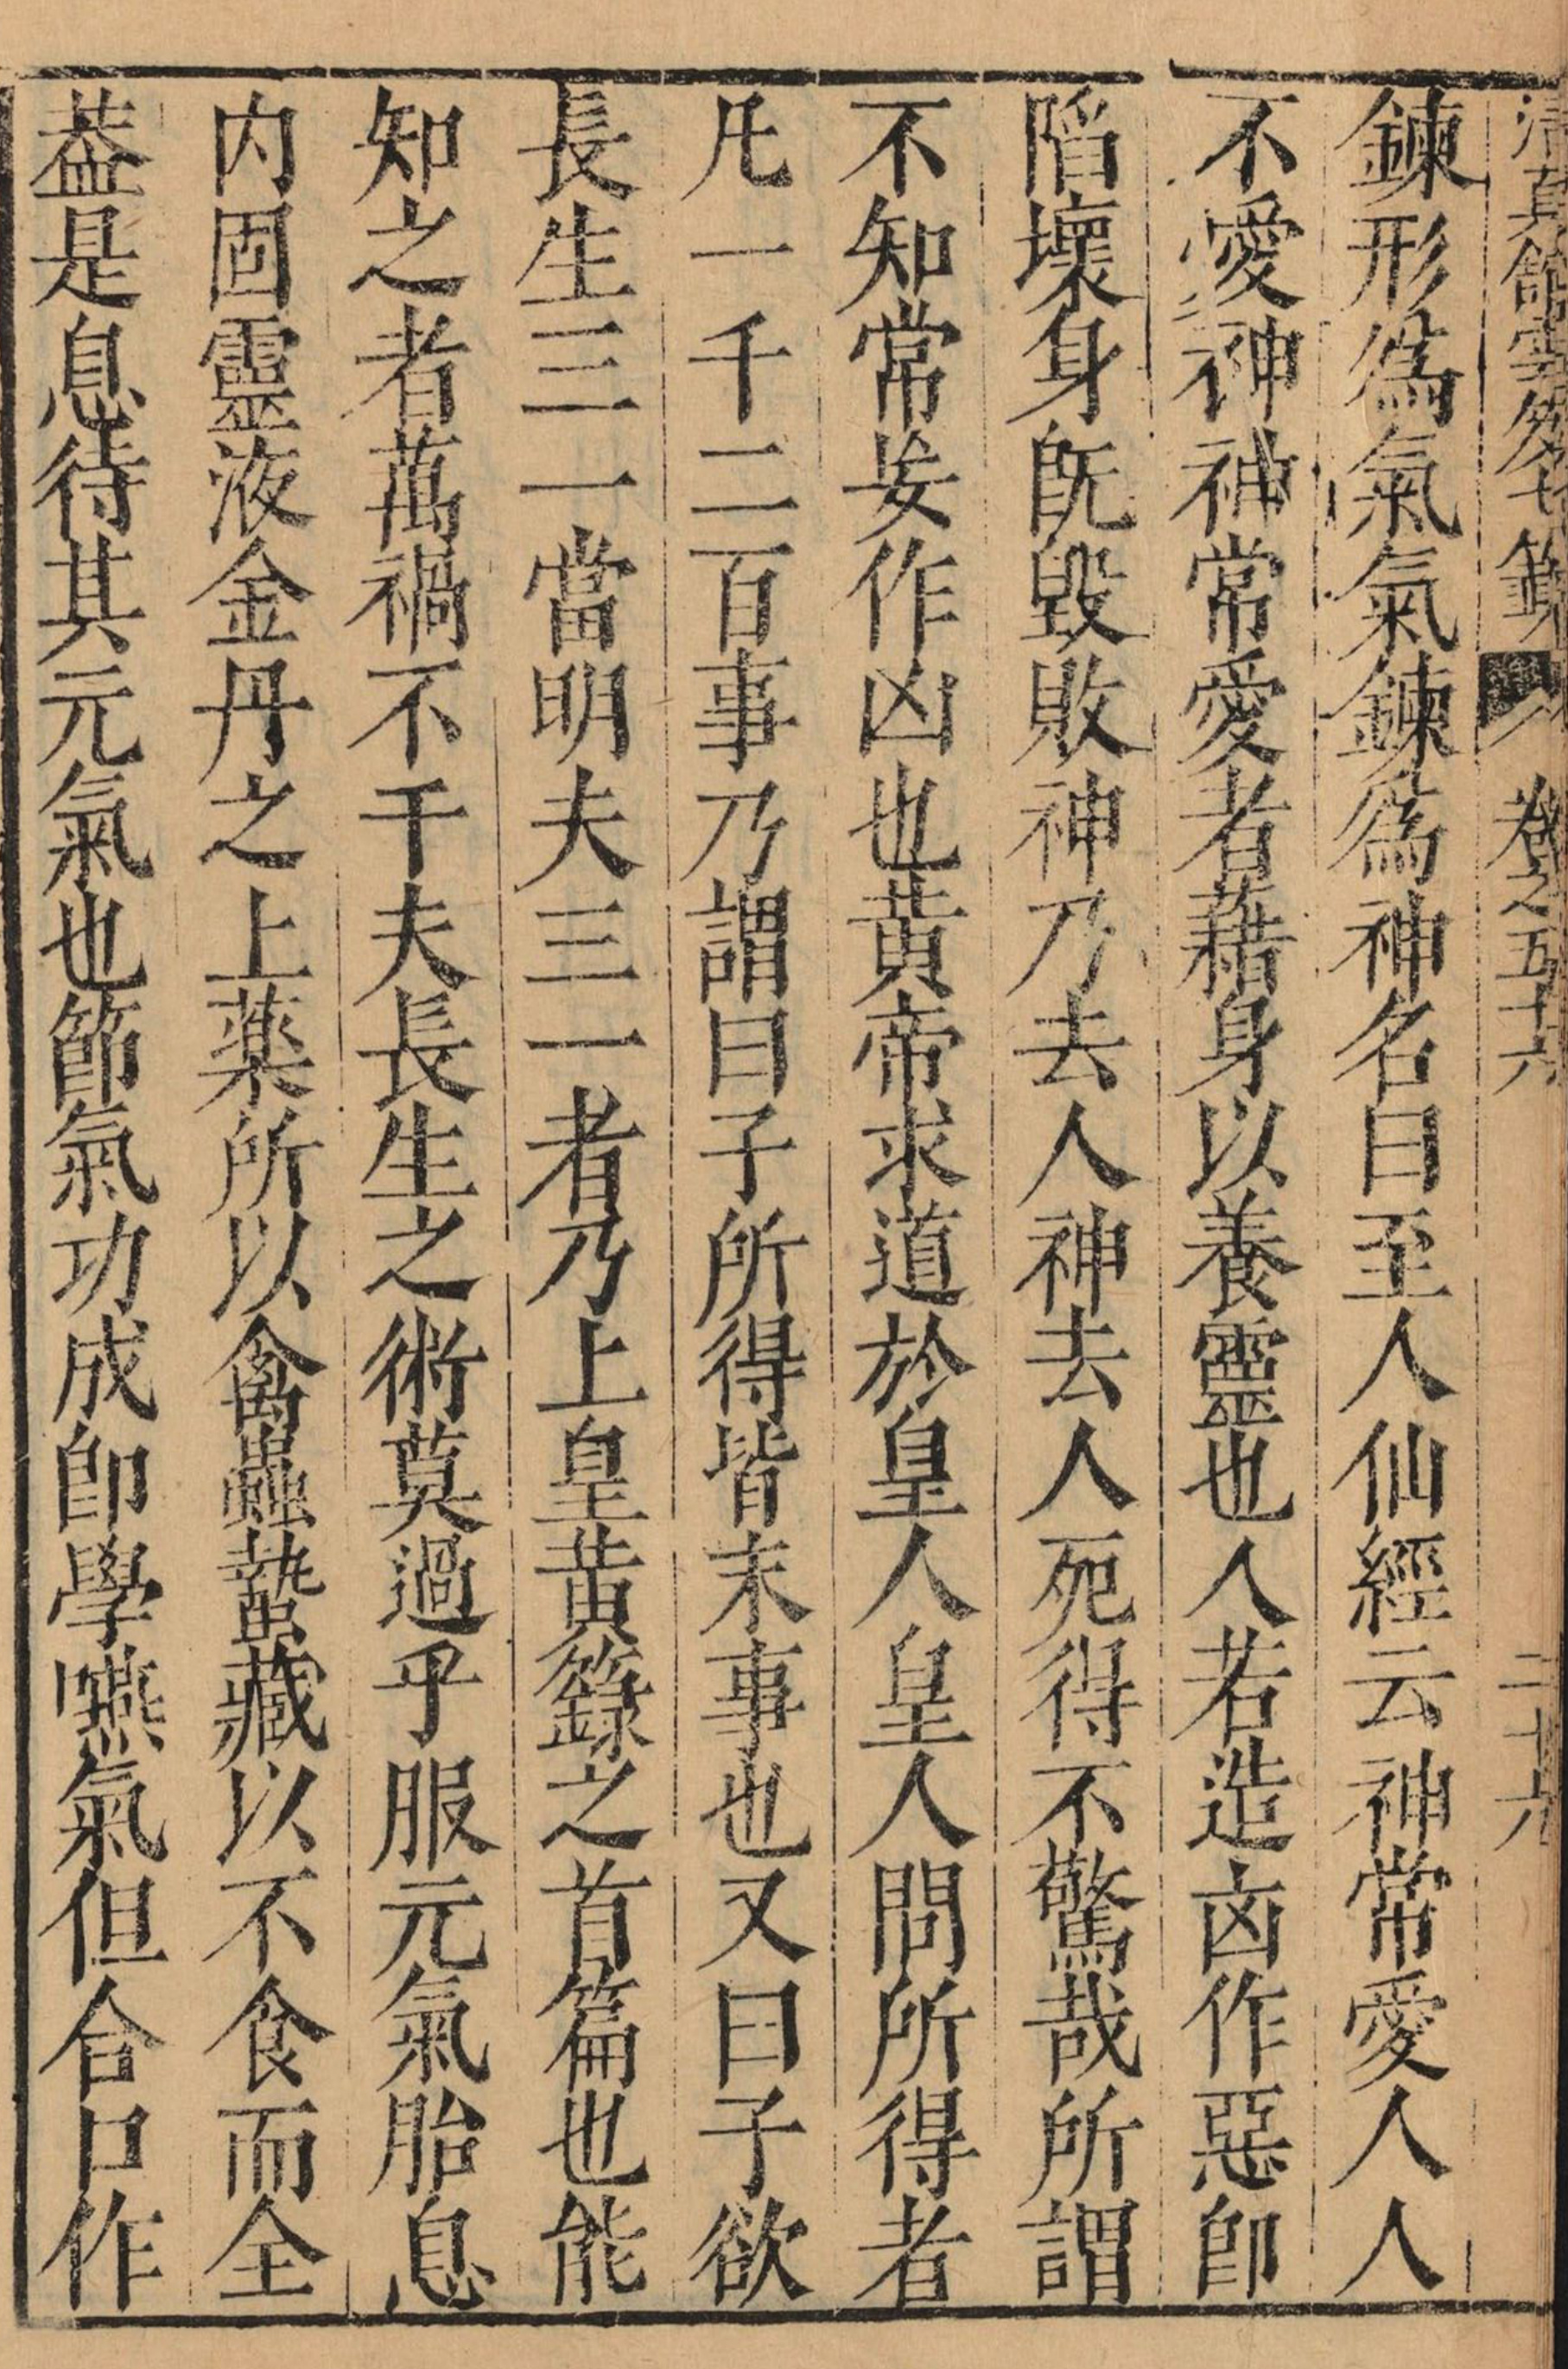 清真館雲笈七籤 卷之五十六 二十六
鍊形爲氣氣鍊爲神名曰至人仙經云神常愛人人
不愛神神常愛者藉身以養靈也人若造凶作惡卽
陷壞身旣毀敗神乃去人神去人死得不驚哉所謂
不知常妄作凶也黃帝求道於皇人皇人問所得者
凡一千二百事乃謂曰子所得皆末事也又曰子欲
長生三一當明夫三一者乃上皇黃籙之首篇也能
知之者萬禍不干夫長生之術莫過乎服元氣胎息
内固靈液金丹之上藥所以禽蟲蟄藏以不食而全
葢是息待其元氣也節氣功成卽學嚥氣但合口作